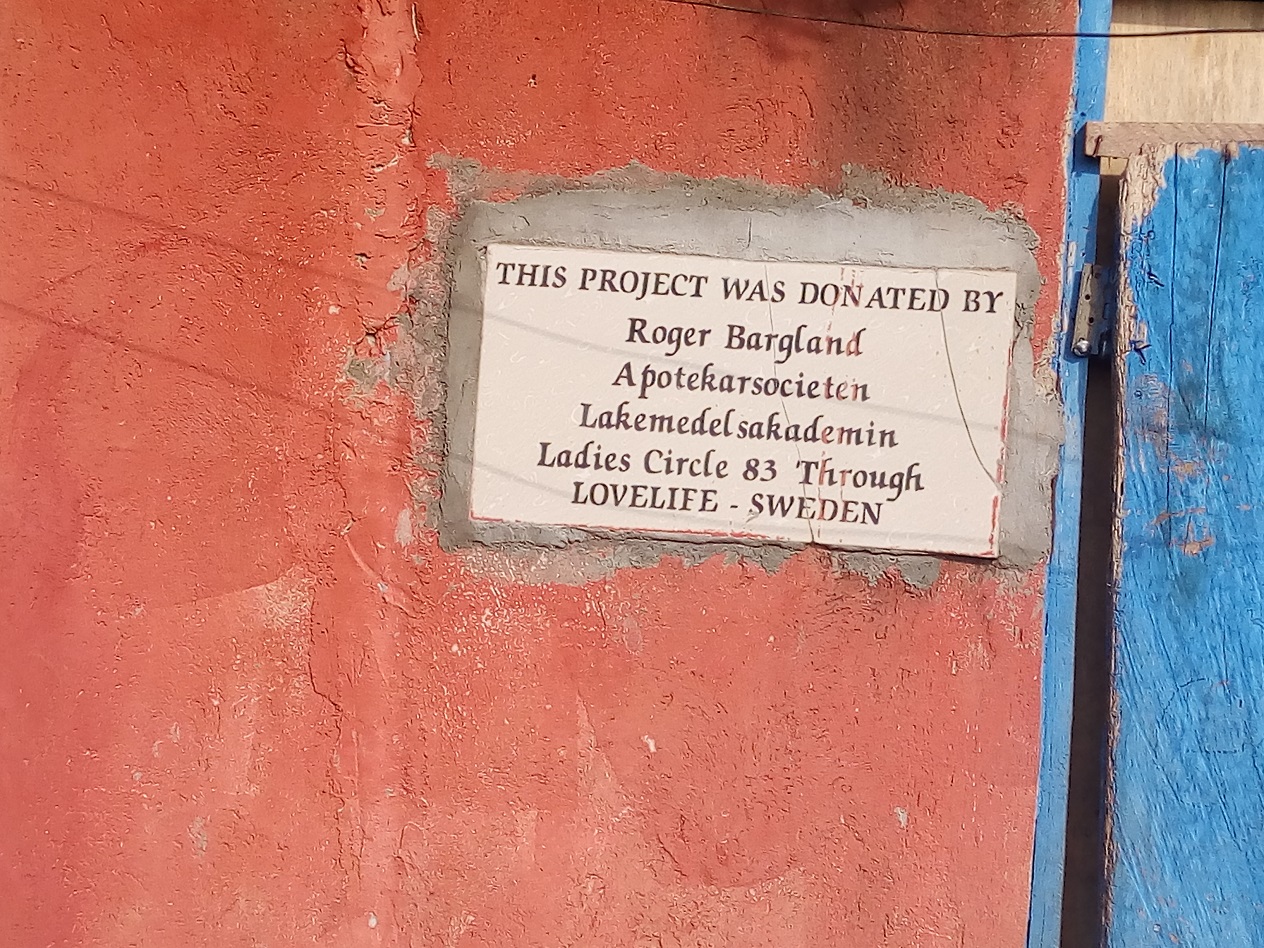 THIS PROJECT WAS DONATED BY
Roger Bargland
Apotekarsocieten
Lakemedelsakademin
Ladies Circle 83 Through
LOVELIFE - SWEDEN